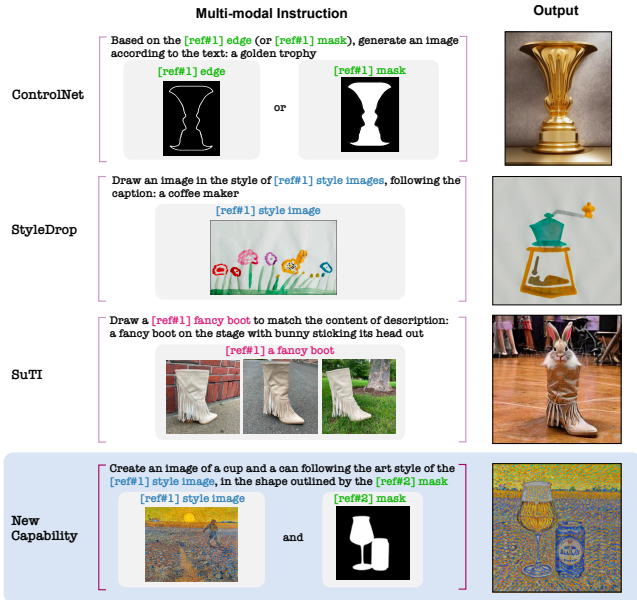 Multi-modal Instruction
Output
ControlNet
Based on the [ref#1] edge (or [ref#1] mask), generate an image
according to the text: a golden trophy
[ref#1] edge
or
[ref#1] mask
StyleDrop
Draw an image in the style of [ref#1] style images, following the
caption: a coffee maker
[ref#1] style image
SuTI
Draw a [ref#1] fancy boot to match the content of description:
a fancy boot on the stage with bunny sticking its head out
[ref#1] a fancy boot
New
Capability
Create an image of a cup and a can following the art style of the
[ref#1] style image, in the shape outlined by the [ref#2] mask
[ref#1] style image
and
[ref#2] mask